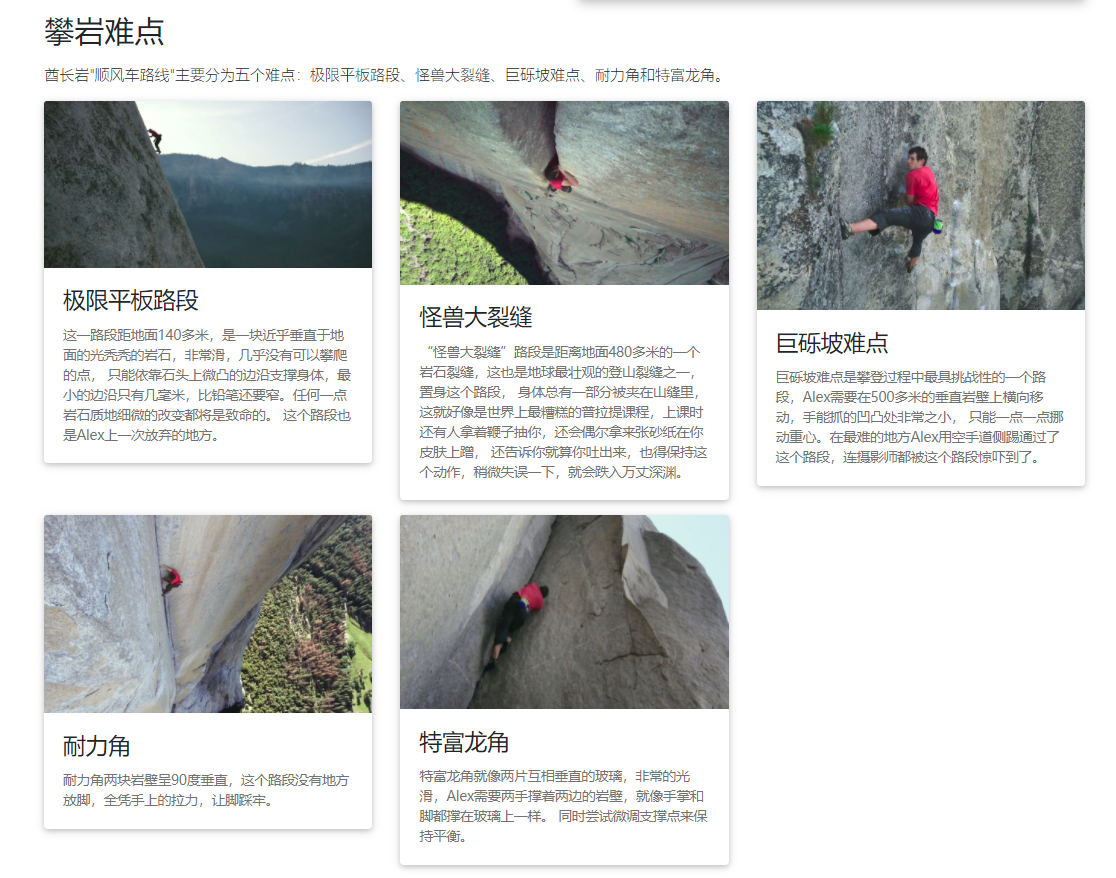 攀岩难点
酋长岩"顺风车路线"主要分为五个难点：极限平板路段、怪兽大裂缝、巨砾坡难点、耐力角和特富龙角。
极限平板路段
这一路段距地面140多米，是一块近乎垂直于地
面的光秃秃的岩石，非常滑，几乎没有可以攀爬
的点， 只能依靠石头上微凸的边沿支撑身体，最
小的边沿只有几毫米，比铅笔还要窄。任何一点
岩石质地细微的改变都将是致命的。 这个路段也
是Alex上一次放弃的地方。
怪兽大裂缝
“怪兽大裂缝”路段是距离地面480多米的一个
岩石裂缝，这也是地球最壮观的登山裂缝之一，
置身这个路段， 身体总有一部分被夹在山缝里，
这就好像是世界上最糟糕的普拉提课程，上课时
还有人拿着鞭子抽你，还会偶尔拿来张砂纸在你
皮肤上蹭， 还告诉你就算你吐出来，也得保持这
个动作，稍微失误一下，就会跌入万丈深渊。
巨砾坡难点
巨砾坡难点是攀登过程中最具挑战性的一个路
段，Alex需要在500多米的垂直岩壁上横向移
动，手能抓的凹凸处非常之小， 只能一点一点挪
动重心。在最难的地方Alex用空手道侧踢通过了
这个路段，连摄影师都被这个路段惊吓到了。
耐力角
耐力角两块岩壁呈90度垂直，这个路段没有地方
放脚，全凭手上的拉力，让脚踩牢。
特富龙角
特富龙角就像两片互相垂直的玻璃，非常的光
滑，Alex需要两手撑着两边的岩壁，就像手掌和
脚都撑在玻璃上一样。 同时尝试微调支撑点来保
持平衡。